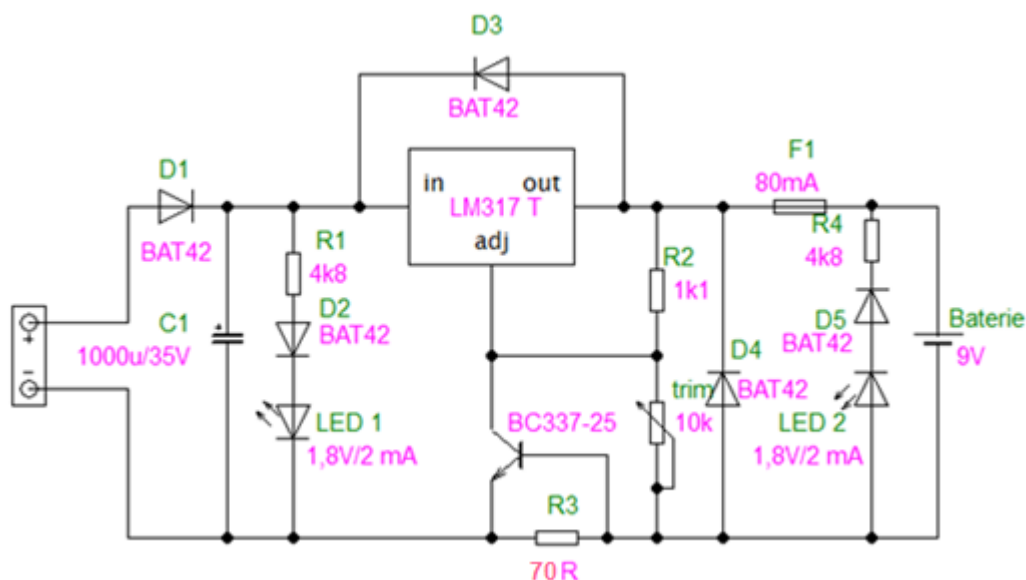 D3
BAT42
D1
BAT42
in out
LM317 T
adj
F1
80mA
R1
4k8
R2
1k1
R4
4k8
+
-
C1
1000u/35V
D2
BAT42
D5
BAT42
Baterie
9V
D4
BAT42
trim
10k
LED 1
1,8V/2 mA
BC337-25
LED 2
1,8V/2 mA
R3
70 R